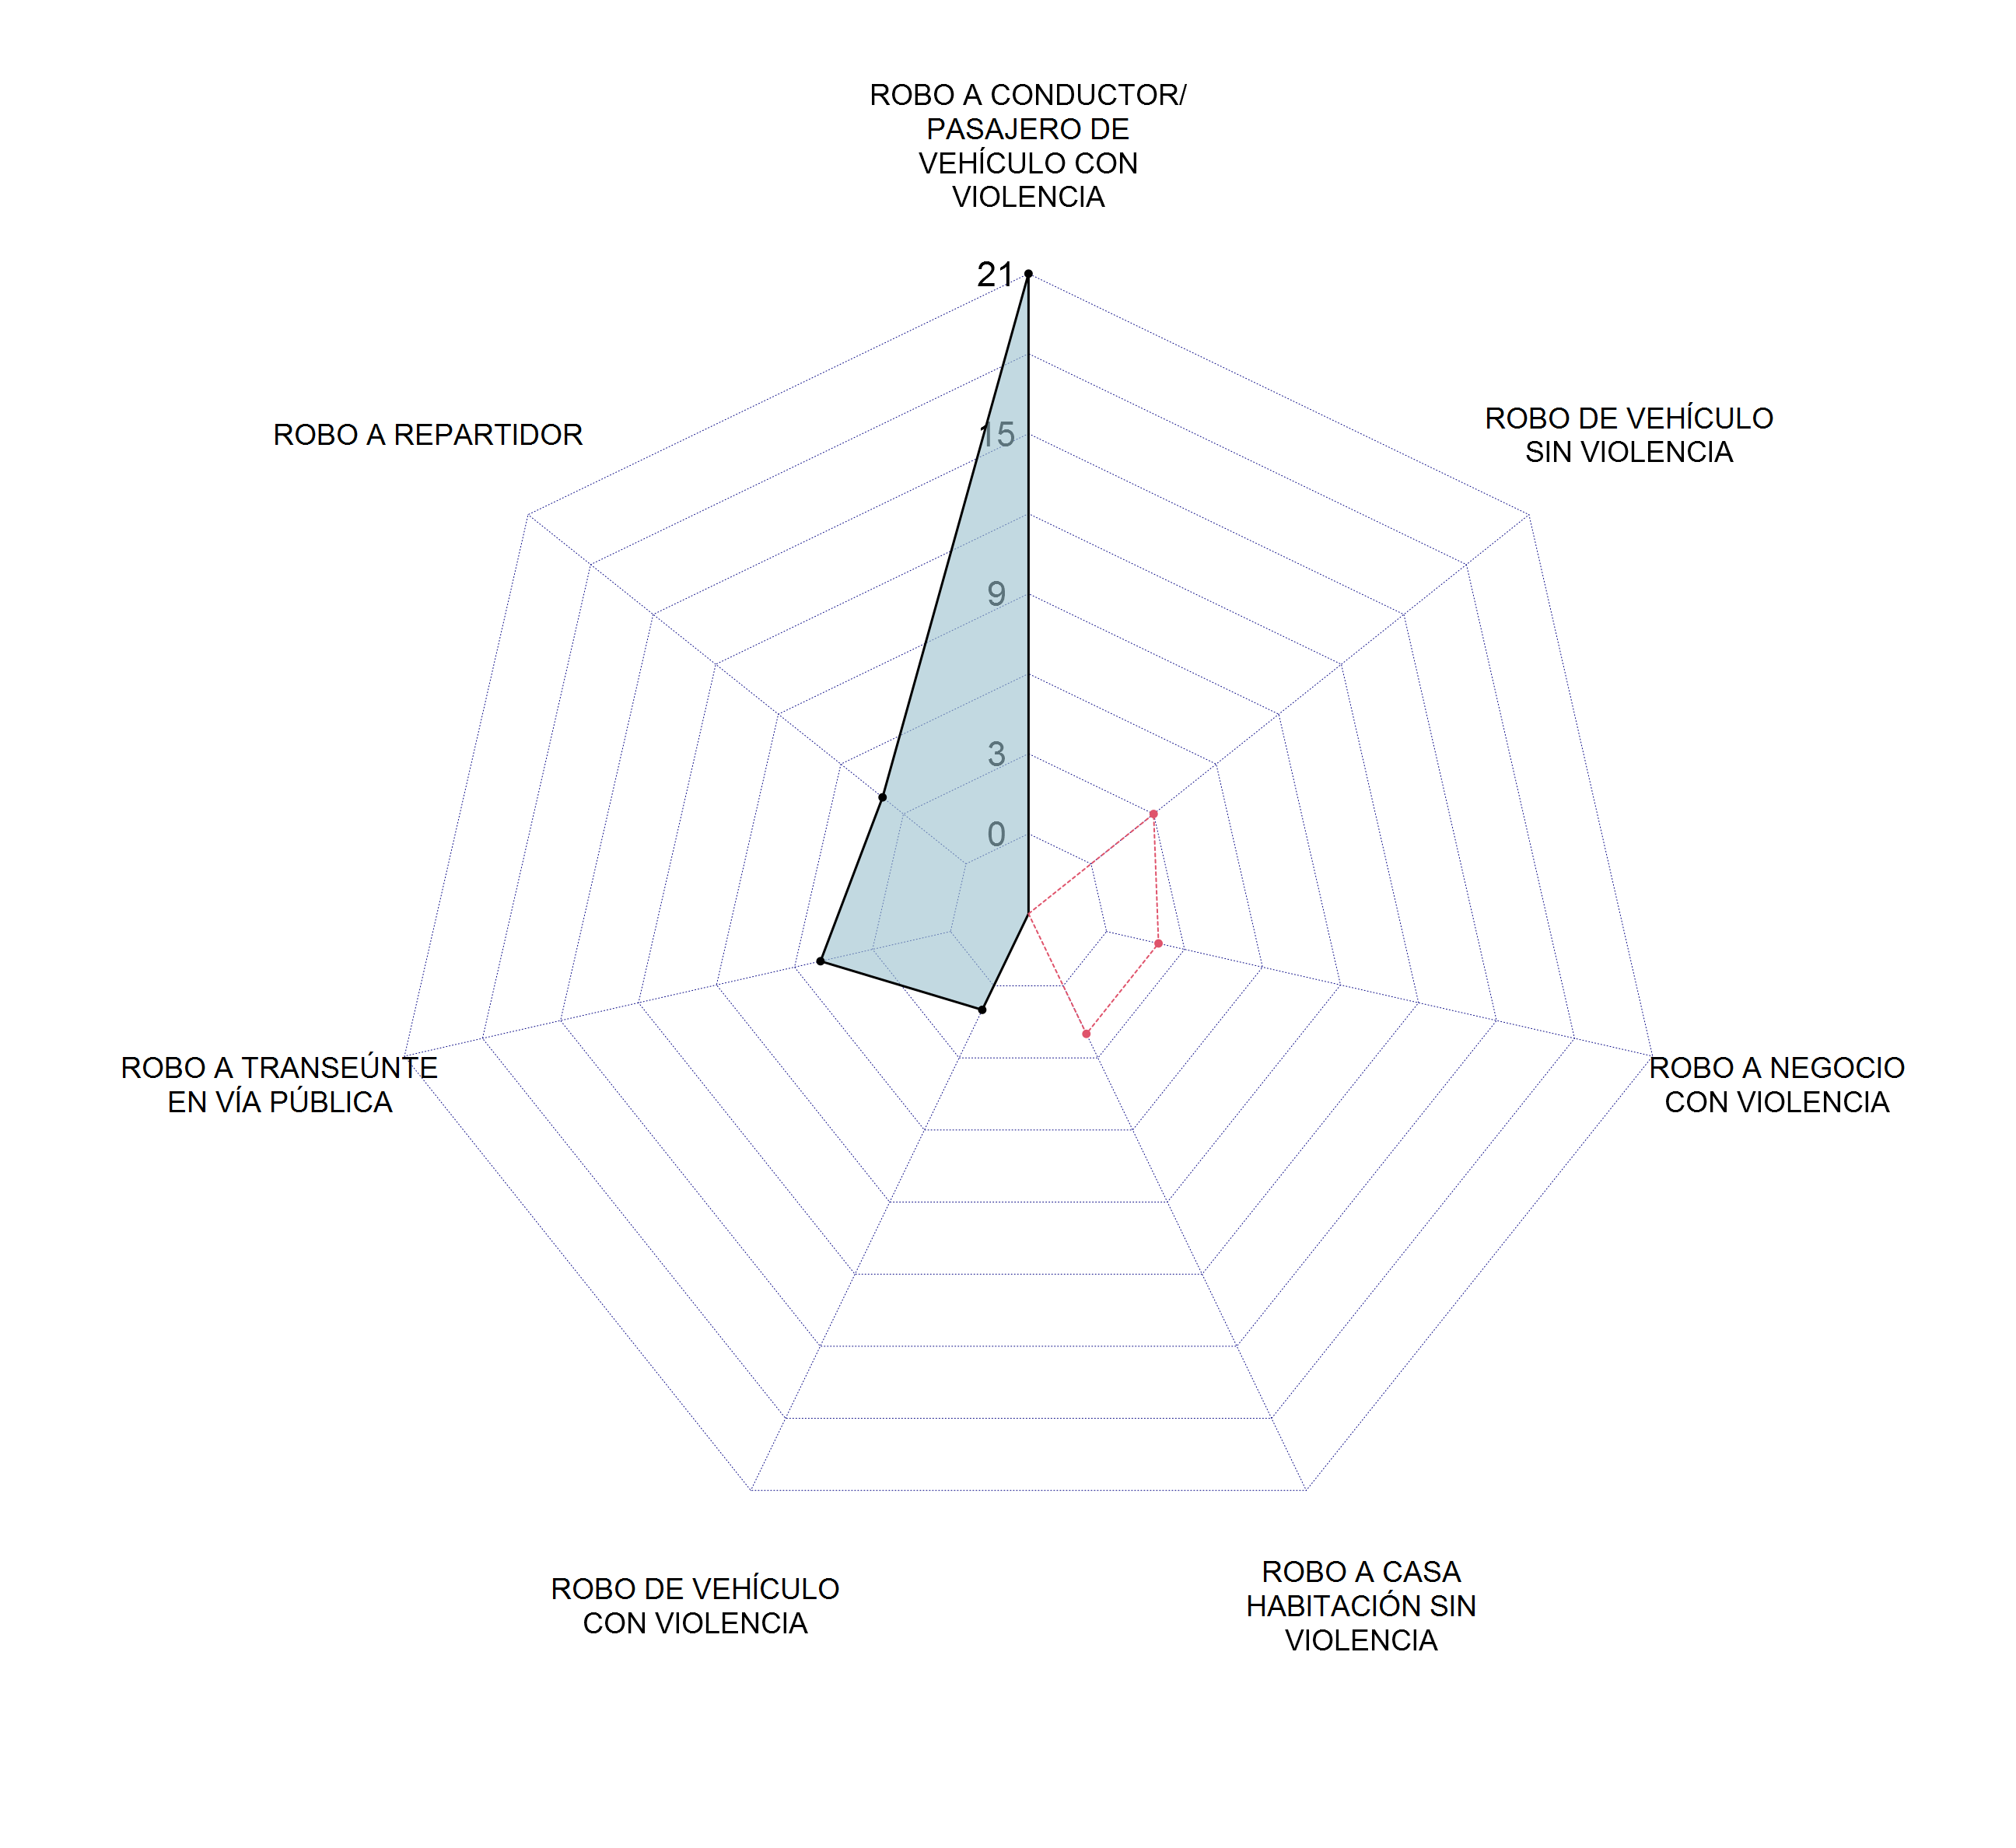 ROBO A CONDUCTOR/
PASAJERO DE
VEHÍCULO CON
VIOLENCIA
21
ROBO DE VEHÍCULO
SIN VIOLENCIA
ROBO A REPARTIDOR
15
9
3
0
ROBO A TRANSEÚNTE
EN VÍA PÚBLICA
ROBO A NEGOCIO
CON VIOLENCIA
ROBO DE VEHÍCULO
CON VIOLENCIA
ROBO A CASA
HABITACIÓN SIN
VIOLENCIA